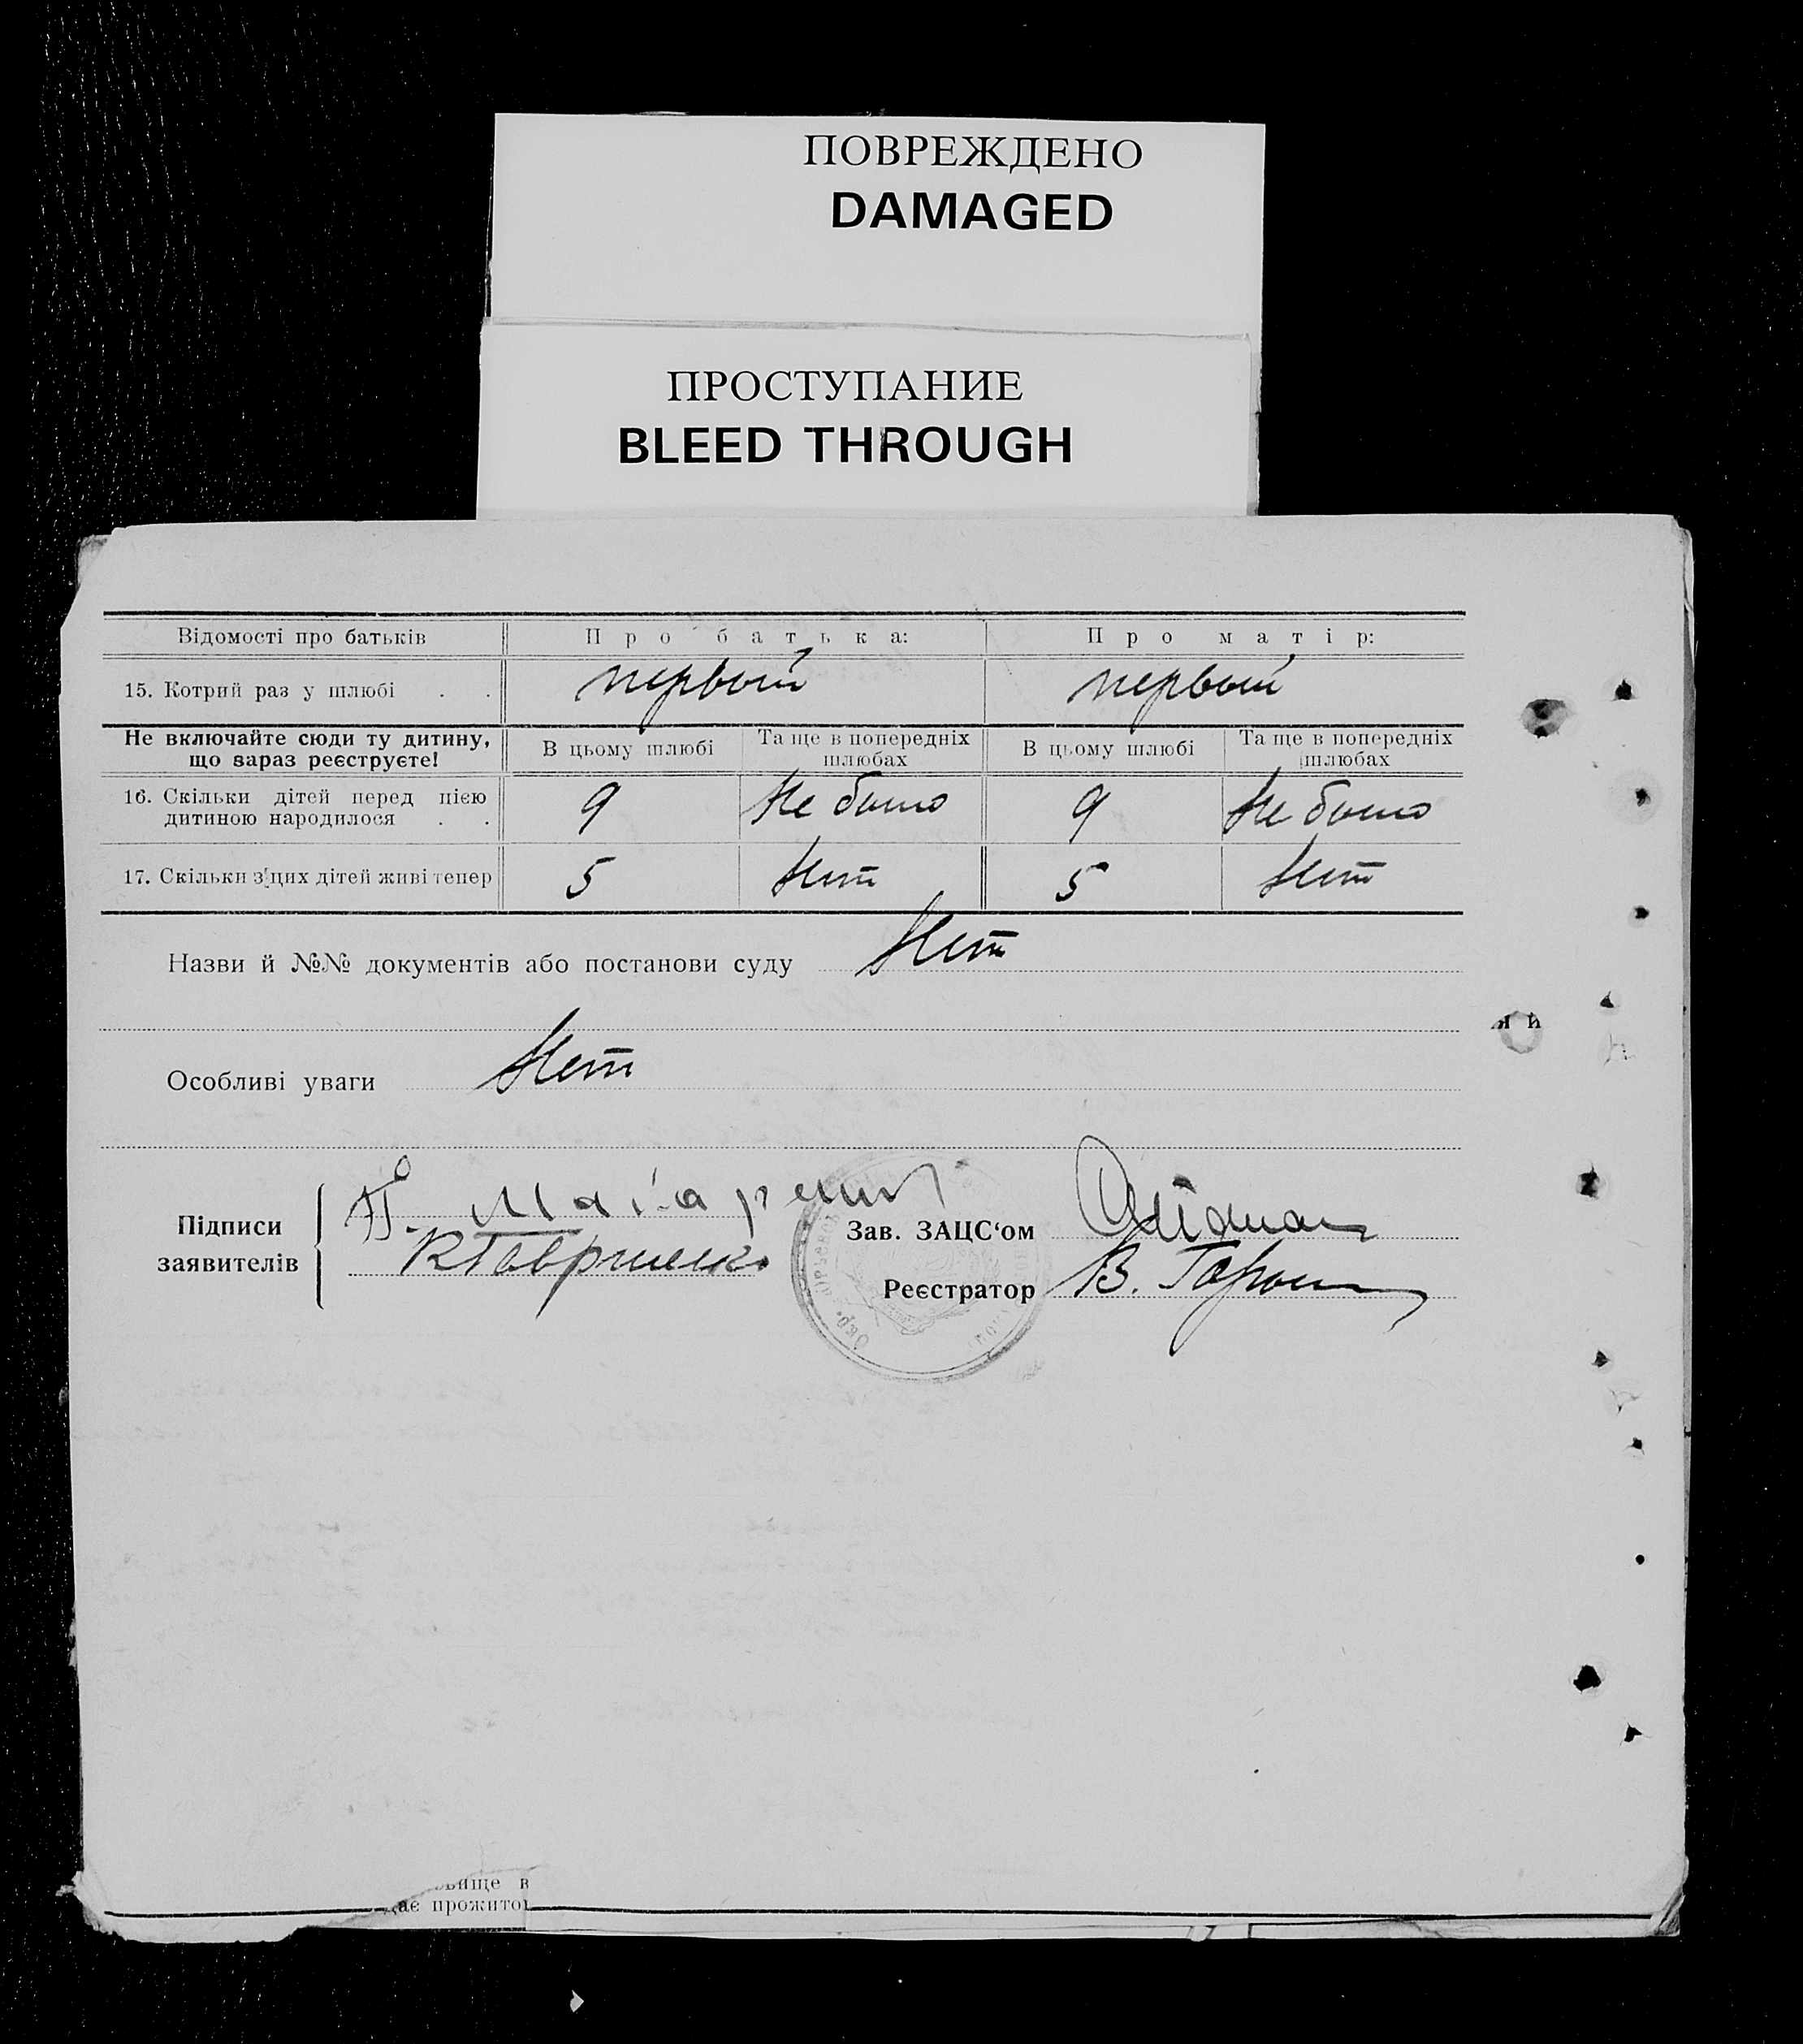 ПОВРЕЖДЕНО
DAMAGED
ПРОСТУПАНИЕ
BLEED THROUGH
Відомості про батьків Про батька: Про матір:
15. Котрий раз у шлюбі . . первый первый
Не включайте сюди ту дитину, що зараз реєструєте! В цьому шлюбі Та ще в попередніх шлюбах В цьому шлюбі Та ще в попередніх шлюбах
16. Скільки дітей перед цією
дитиною народилося . . 9 Не было 9 Не было
17. Скільки з цих дітей живі тепер 5 Нет 5 Нет
Назви й №№ документів або постанови суду Нет
я й
Особливі уваги Нет
Підписи
заявителів
Зав. ЗАЦС‘ом
Реєстратор В.
Окр.
вище в
дає прожиток